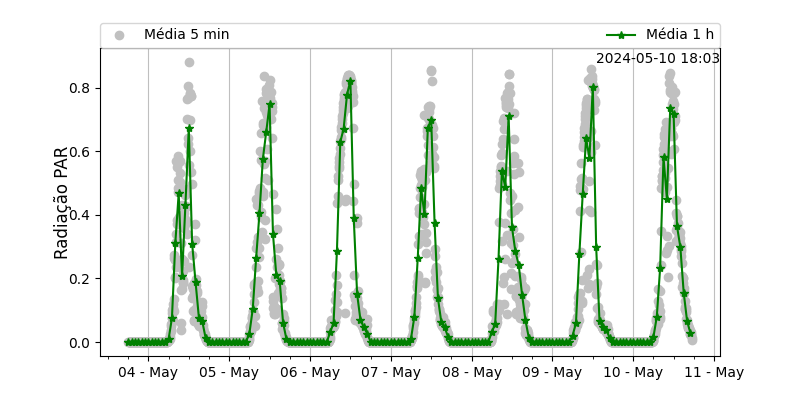 Média 5 min
Média 1 h
2024-05-10 18:03
Radiação PAR
0.8
0.6
0.4
0.2
0.0
04 - May
05 - May
06 - May
07 - May
08 - May
09 - May
10 - May
11 - May